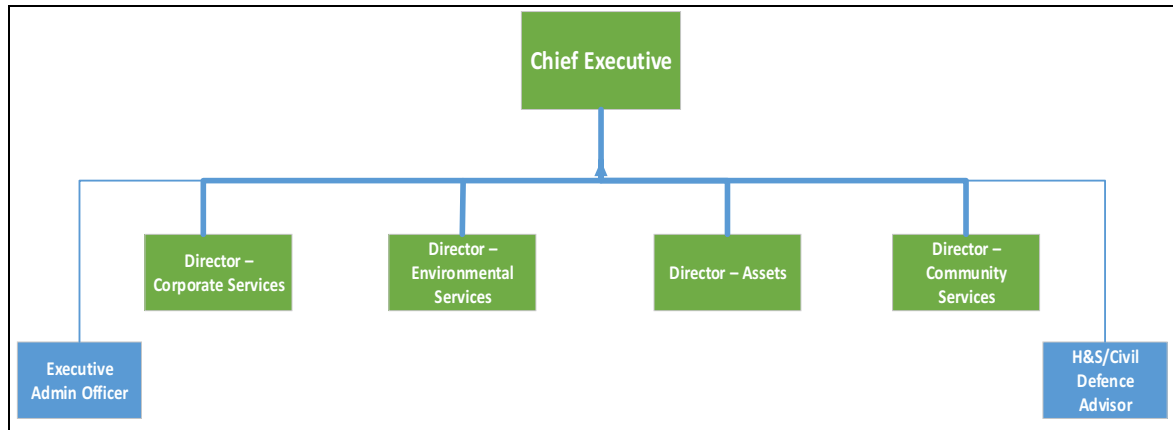 Chief Executive
Director –
Corporate Services
Director –
Environmental
Services
Director – Assets
Director –
Community
Services
Executive
Admin Officer
H&S/Civil
Defence
Advisor